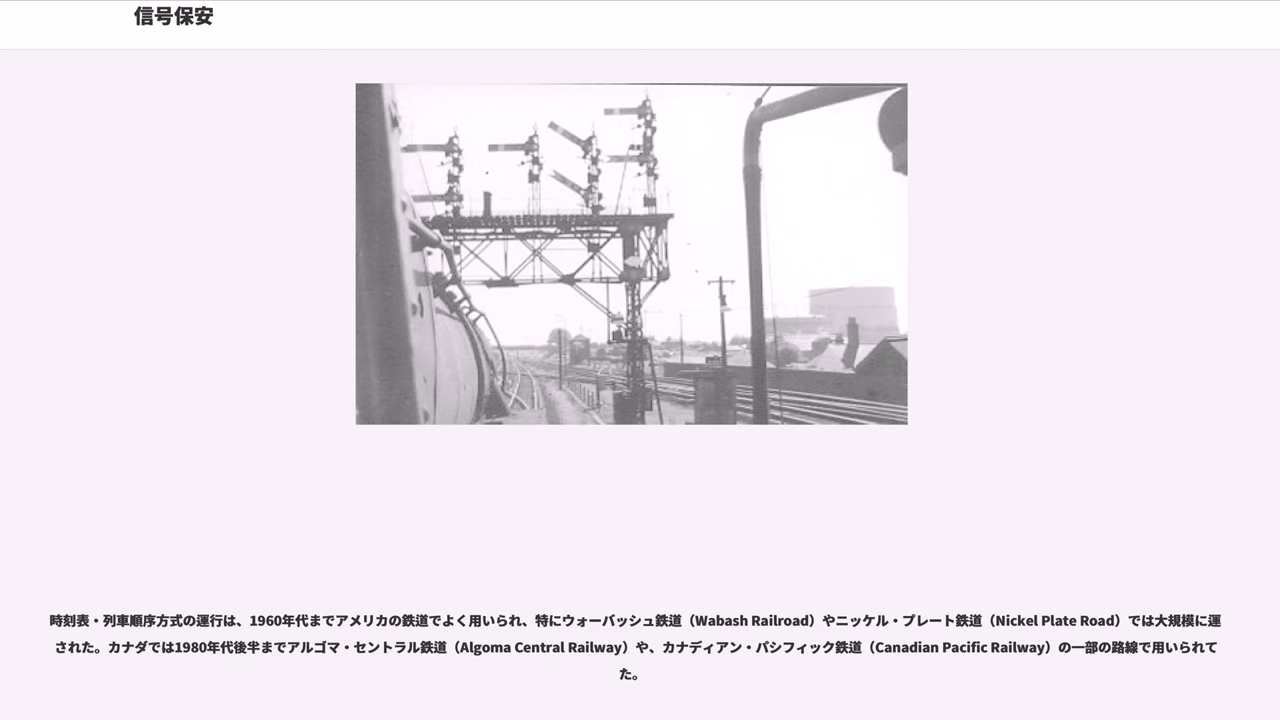 信号保安
時刻表・列車順序方式の運行は、1960年代までアメリカの鉄道でよく用いられ、特にウォーバッシュ鉄道（Wabash Railroad）やニッケル・プレート鉄道（Nickel Plate Road）では大規模に運
された。カナダでは1980年代後半までアルゴマ・セントラル鉄道（Algoma Central Railway）や、カナディアン・パシフィック鉄道（Canadian Pacific Railway）の一部の路線で用いられて
た。